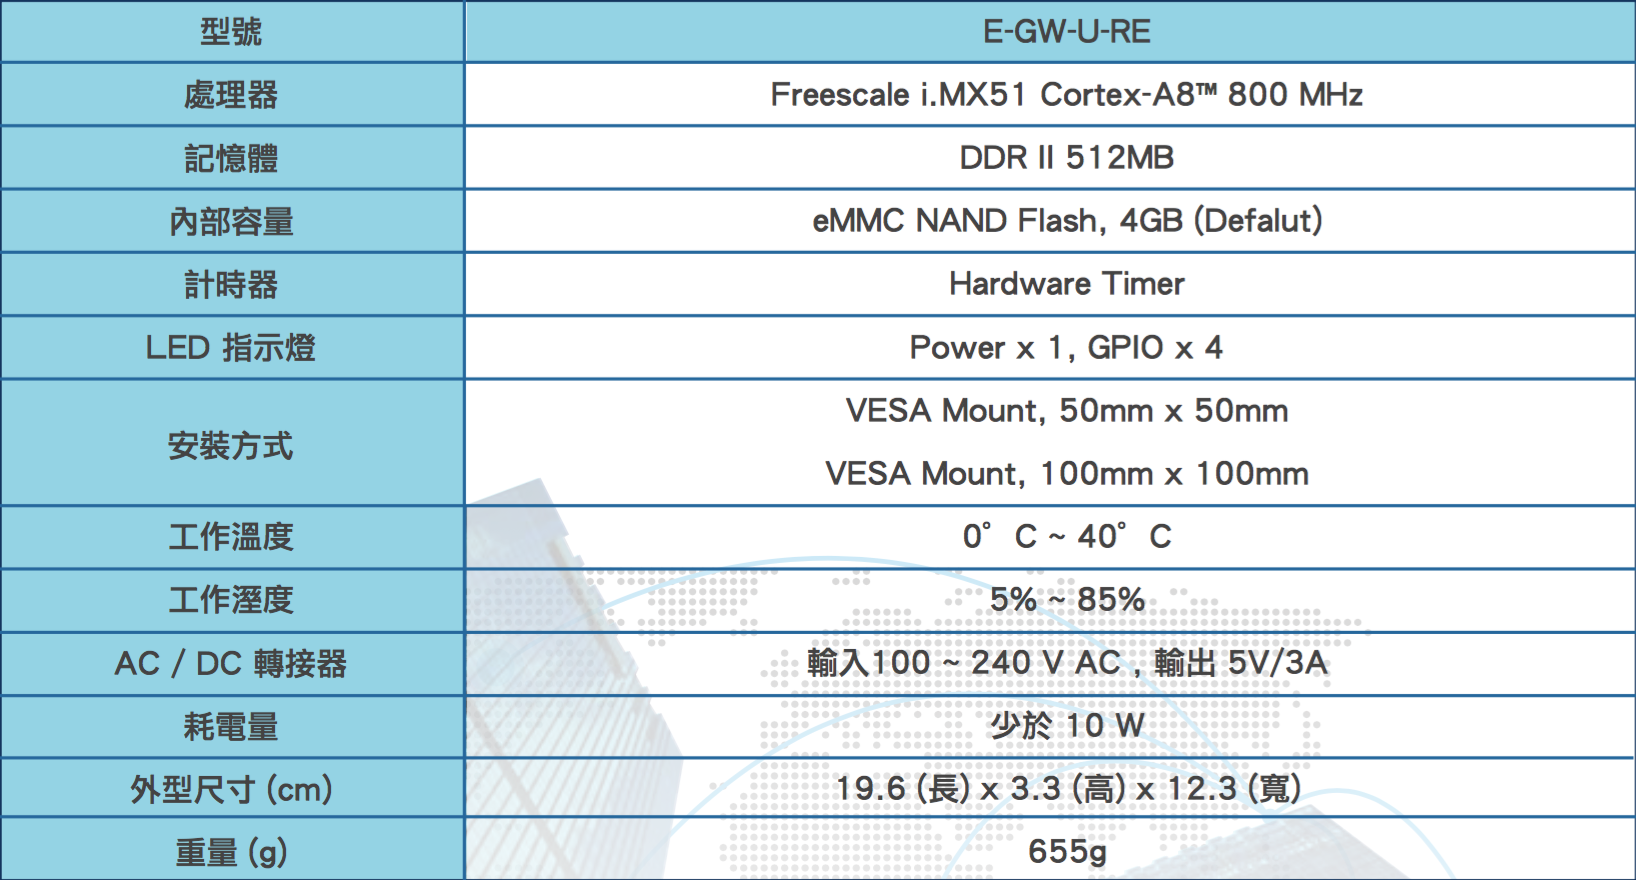 型號 E-GW-U-RE
處理器 Freescale i.MX51 Cortex-A8™ 800 MHz
記憶體 DDR II 512MB
內部容量 eMMC NAND Flash, 4GB (Defalut)
計時器 Hardware Timer
LED 指示燈 Power x 1, GPIO x 4
安裝方式 VESA Mount, 50mm x 50mm
VESA Mount, 100mm x 100mm
工作溫度 0°C ~ 40°C
工作溼度 5% ~ 85%
AC / DC 轉接器 輸入100 ~ 240 V AC , 輸出 5V/3A
耗電量 少於 10 W
外型尺寸 (cm) 19.6 (長) x 3.3 (高) x 12.3 (寬)
重量 (g) 655g